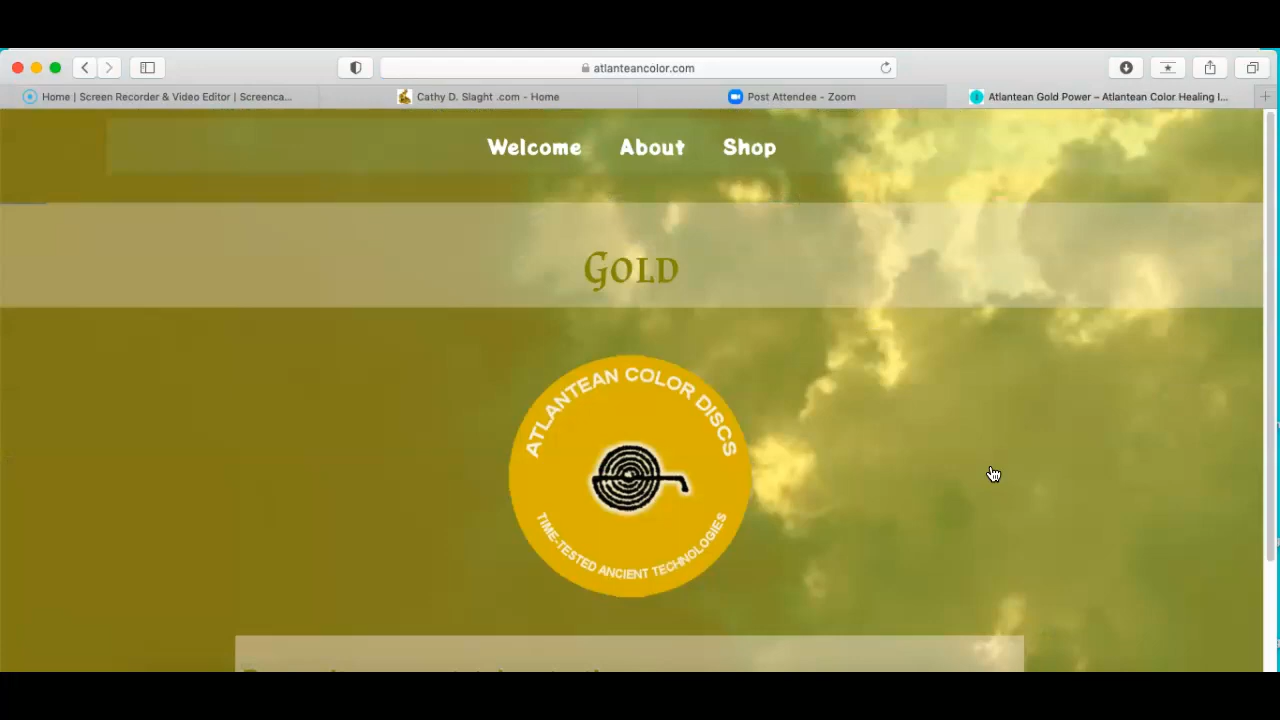 atlanteancolor.com
Home | Screen Recorder & Video Editor | Screenca...
Cathy D. Slaght .com - Home
Post Attendee - Zoom
Atlantean Gold Power – Atlantean Color Healing I...
Welcome
About
Shop
Gold
ATLANTEAN COLOR DISCS
TIME-TESTED ANCIENT TECHNOLOGIES